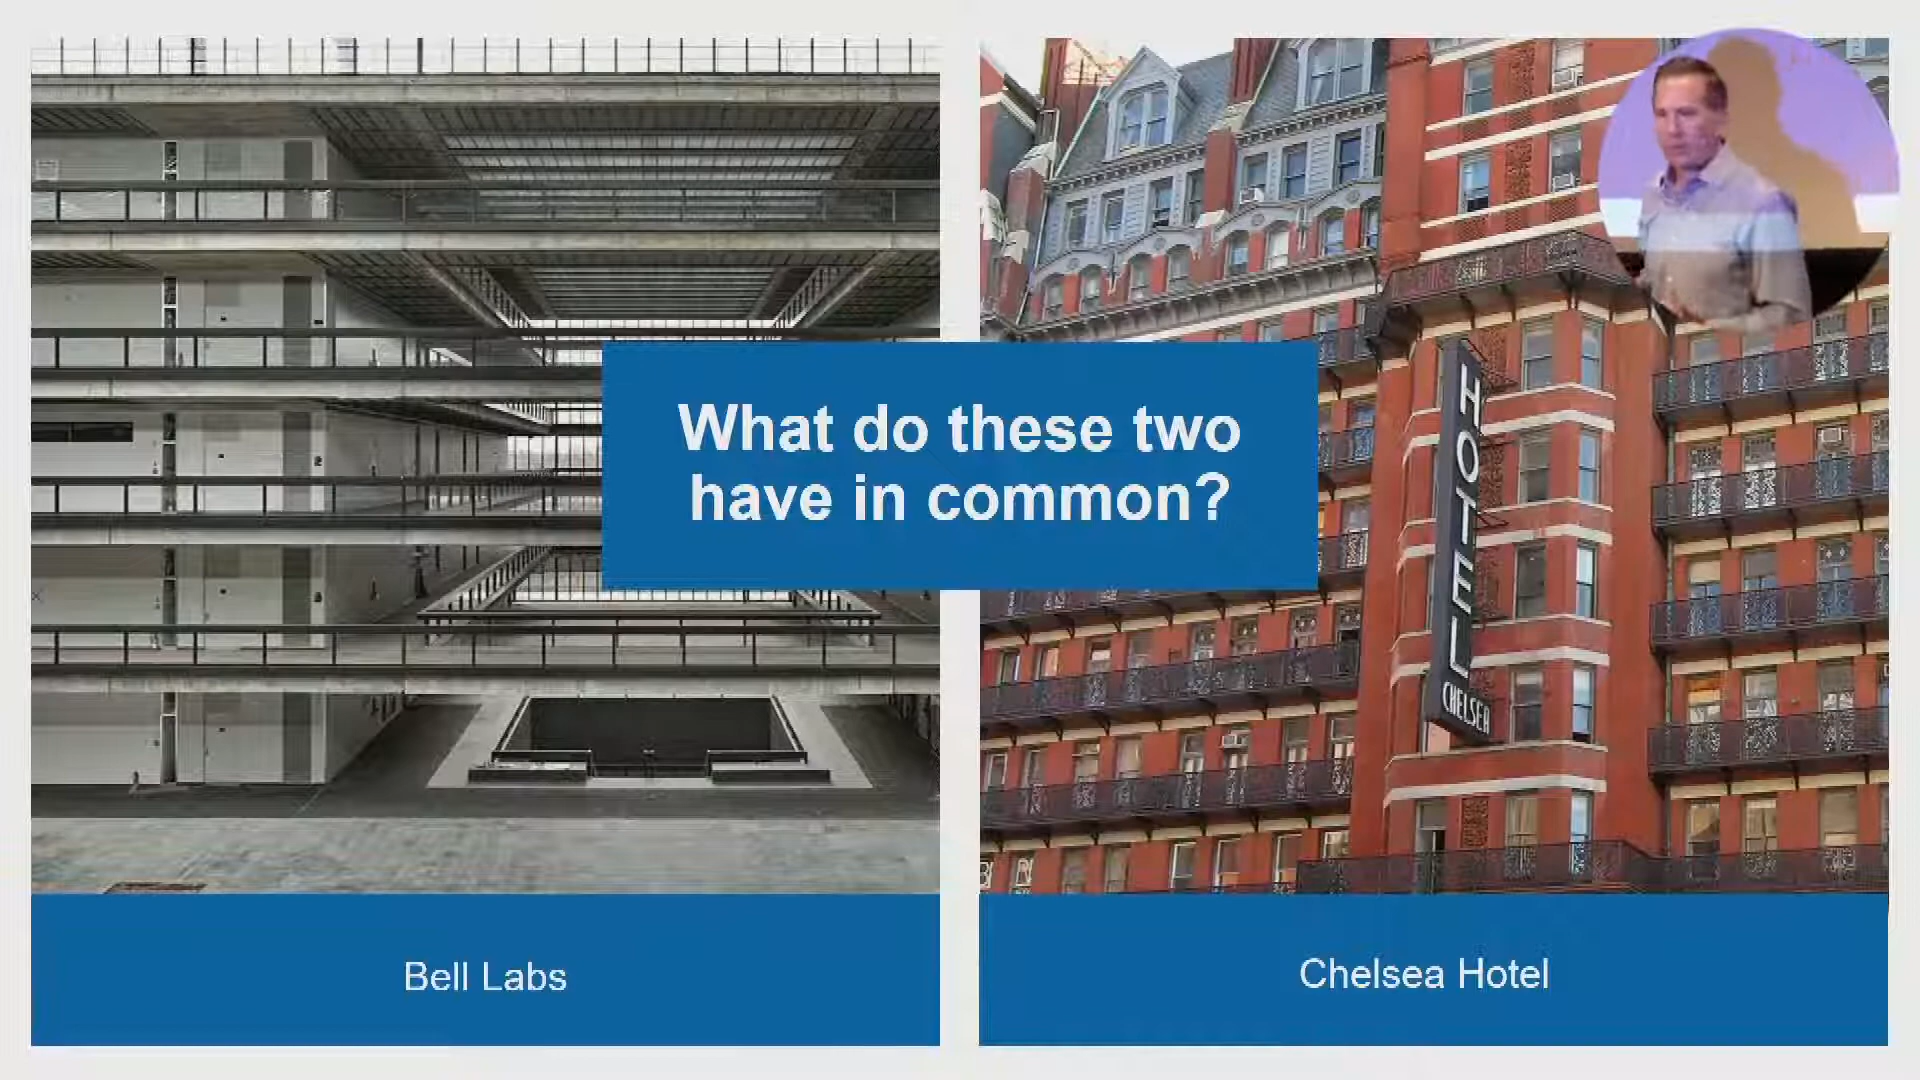 What do these two
have in common?
HOTEL
CHELSEA
Bell Labs
Chelsea Hotel